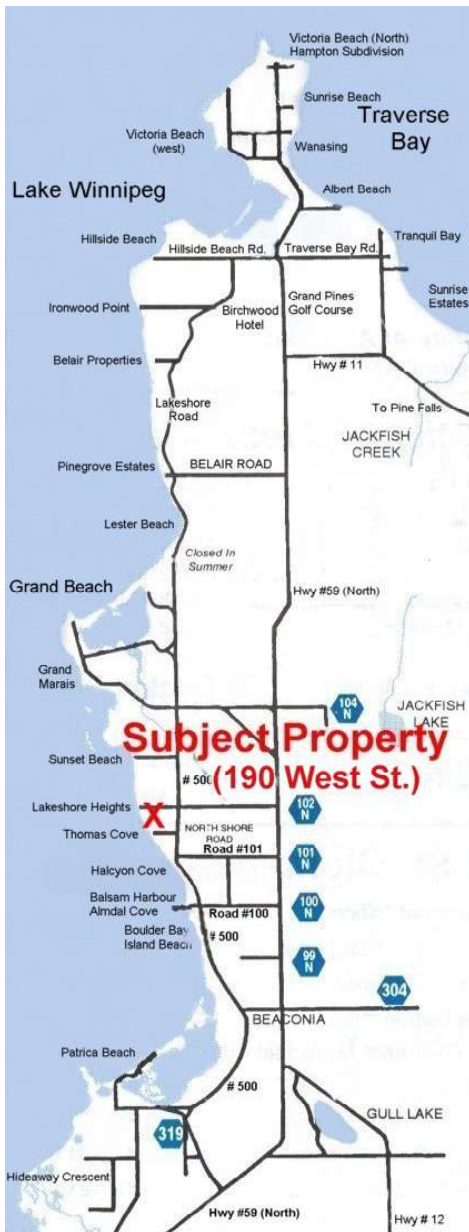 Victoria Beach (North)
Hampton Subdivision
Sunrise Beach
Traverse
Bay
Victoria Beach
(west)
Wanasing
Lake Winnipeg
Albert Beach
Hillside Beach
Hillside Beach Rd.
Traverse Bay Rd.
Tranquil Bay
Ironwood Point
Birchwood
Hotel
Grand Pines
Golf Course
Sunrise
Estates
Belair Properties
Hwy # 11
Lakeshore
Road
To Pine Falls
JACKFISH
CREEK
Pinegrove Estates
BELAIR ROAD
Lester Beach
Closed In
Summer
Grand Beach
Hwy #59 (North)
Grand
Marais
104
N
JACKFISH
LAKE
Subject Property
(190 West St.)
Sunset Beach
# 500
Lakeshore Heights
X
102
N
Thomas Cove
NORTH SHORE
ROAD
Road #101
101
N
Halcyon Cove
Balsam Harbour
Almdal Cove
Road #100
100
N
Boulder Bay
Island Beach
# 500
99
N
304
BEACONIA
Patrica Beach
# 500
GULL LAKE
319
Hideaway Crescent
Hwy #59 (North)
Hwy # 12